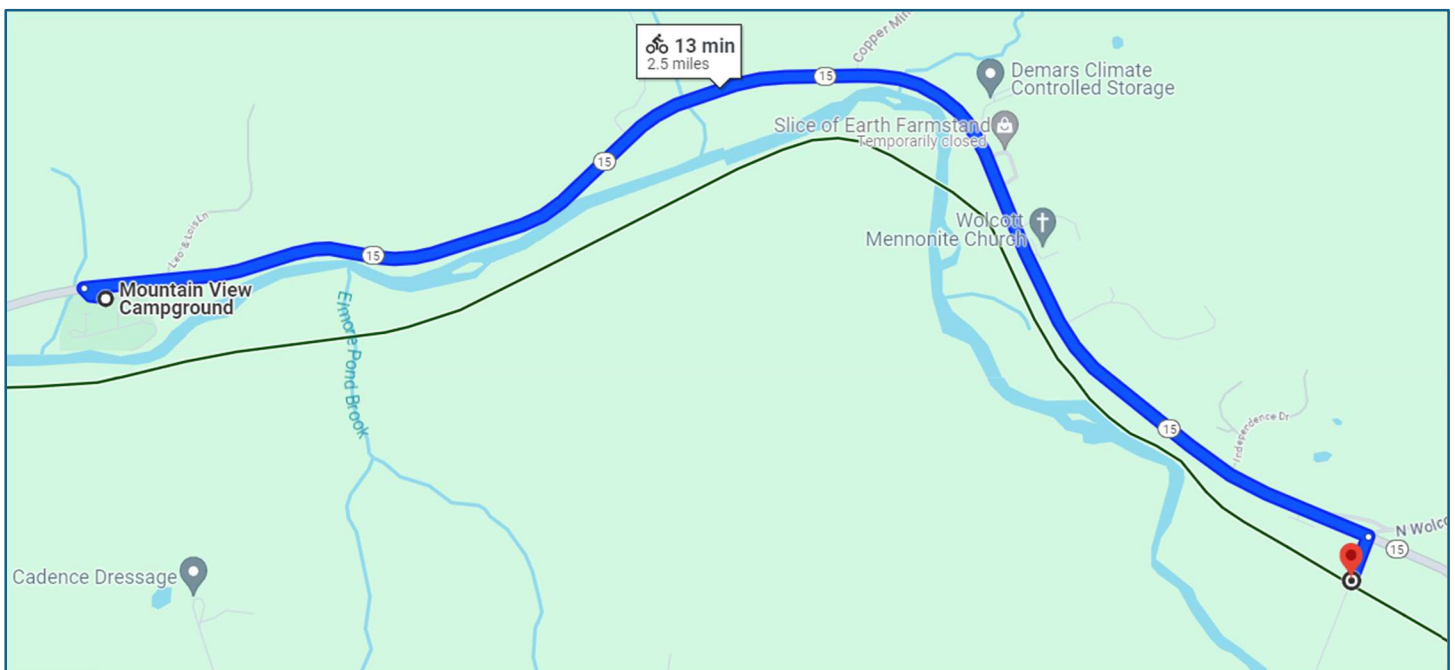 13 min
2.5 miles
Copper Min
15
Demars Climate
Controlled Storage
Slice of Earth Farmstand
Temporarily closed
15
Leo & Lois Ln
Wolcott
Mennonite Church
15
Mountain View
Campground
Elmore Pond Brook
15
Independence Dr
N Wolco
15
Cadence Dressage